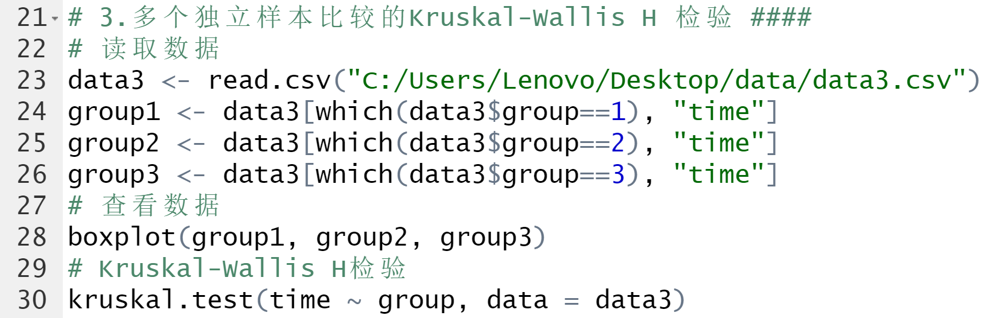 21 # 3.多个独立样本比较的Kruskal-Wallis H 检验 ####
22 # 读取数据
23 data3 <- read.csv("C:/Users/Lenovo/Desktop/data/data3.csv")
24 group1 <- data3[which(data3$group==1), "time"]
25 group2 <- data3[which(data3$group==2), "time"]
26 group3 <- data3[which(data3$group==3), "time"]
27 # 查看数据
28 boxplot(group1, group2, group3)
29 # Kruskal-Wallis H检验
30 kruskal.test(time ~ group, data = data3)